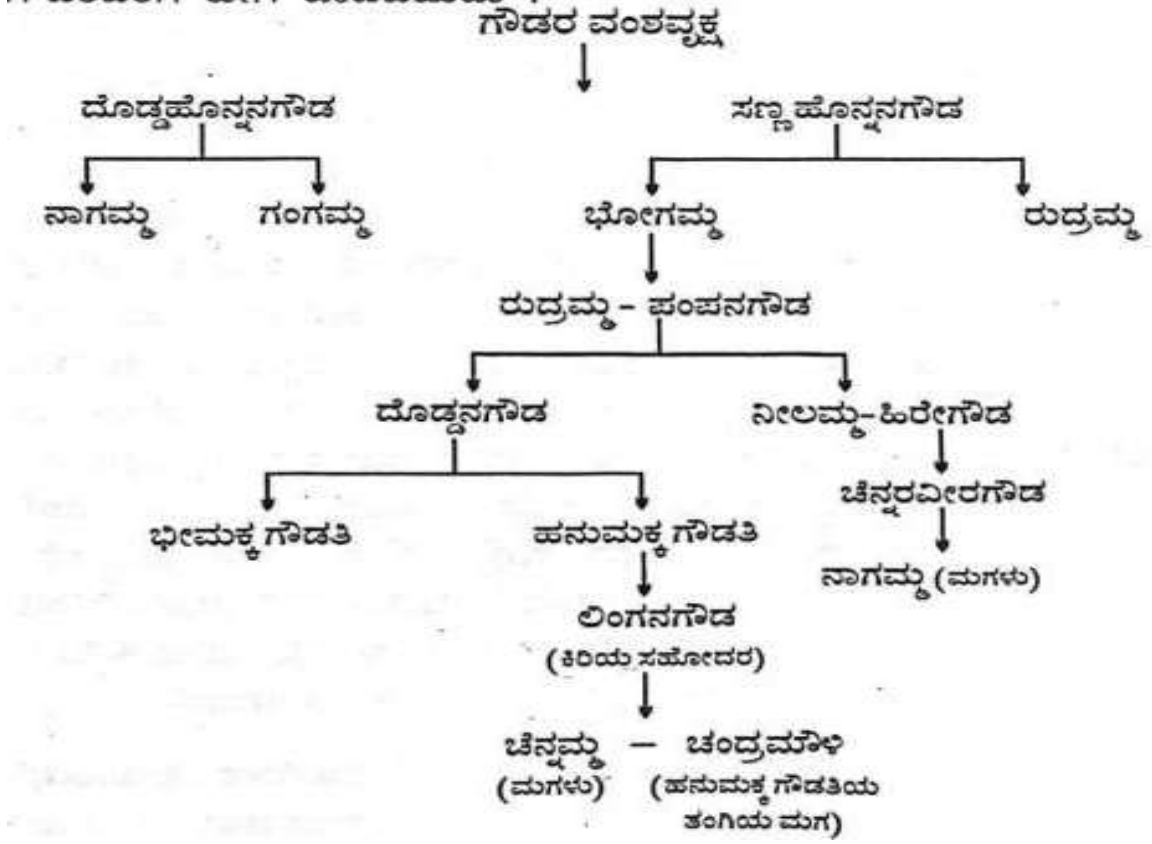 ಗೌಡರ ವಂಶವೃಕ್ಷ
ದೊಡ್ಡಹೊನ್ನನಗೌಡ ಸಣ್ಣ ಹೊನ್ನನಗೌಡ
ನಾಗಮ್ಮ ಗಂಗಮ್ಮ ಭೋಗಮ್ಮ ರುದ್ರಮ್ಮ
ರುದ್ರಮ್ಮ – ಪಂಪನಗೌಡ
ದೊಡ್ಡನಗೌಡ ನೀಲಮ್ಮ–ಹಿರೇಗೌಡ
ಚೆನ್ನರವೀರಗೌಡ
ಭೀಮಕ್ಕ ಗೌಡತಿ ಹನುಮಕ್ಕ ಗೌಡತಿ
ನಾಗಮ್ಮ (ಮಗಳು)
ಲಿಂಗನಗೌಡ
(ಕಿರಿಯ ಸಹೋದರ)
ಚೆನ್ನಮ್ಮ — ಚಂದ್ರಮೌಳಿ
(ಮಗಳು) (ಹನುಮಕ್ಕ ಗೌಡತಿಯ
ತಂಗಿಯ ಮಗ)